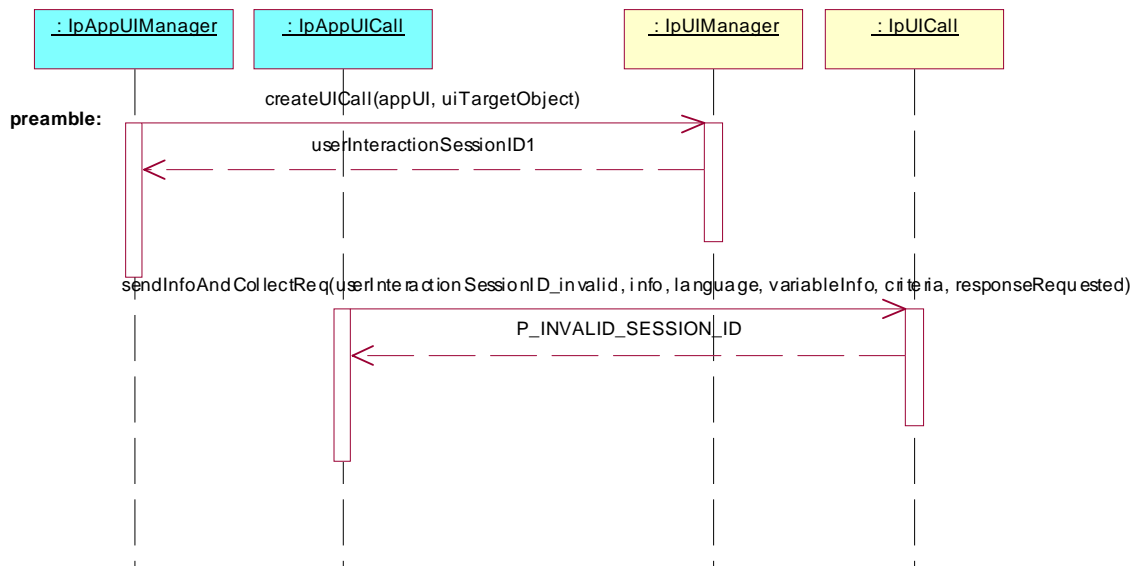 : IpAppUIManager
: IpAppUICall
: IpUIManager
: IpUICall
createUICall(appUI, uiTargetObject)
preamble:
userInteractionSessionID1
sendInfoAndCollectReq(userInteractionSessionID_invalid, info, language, variableInfo, criteria, responseRequested)
P_INVALID_SESSION_ID